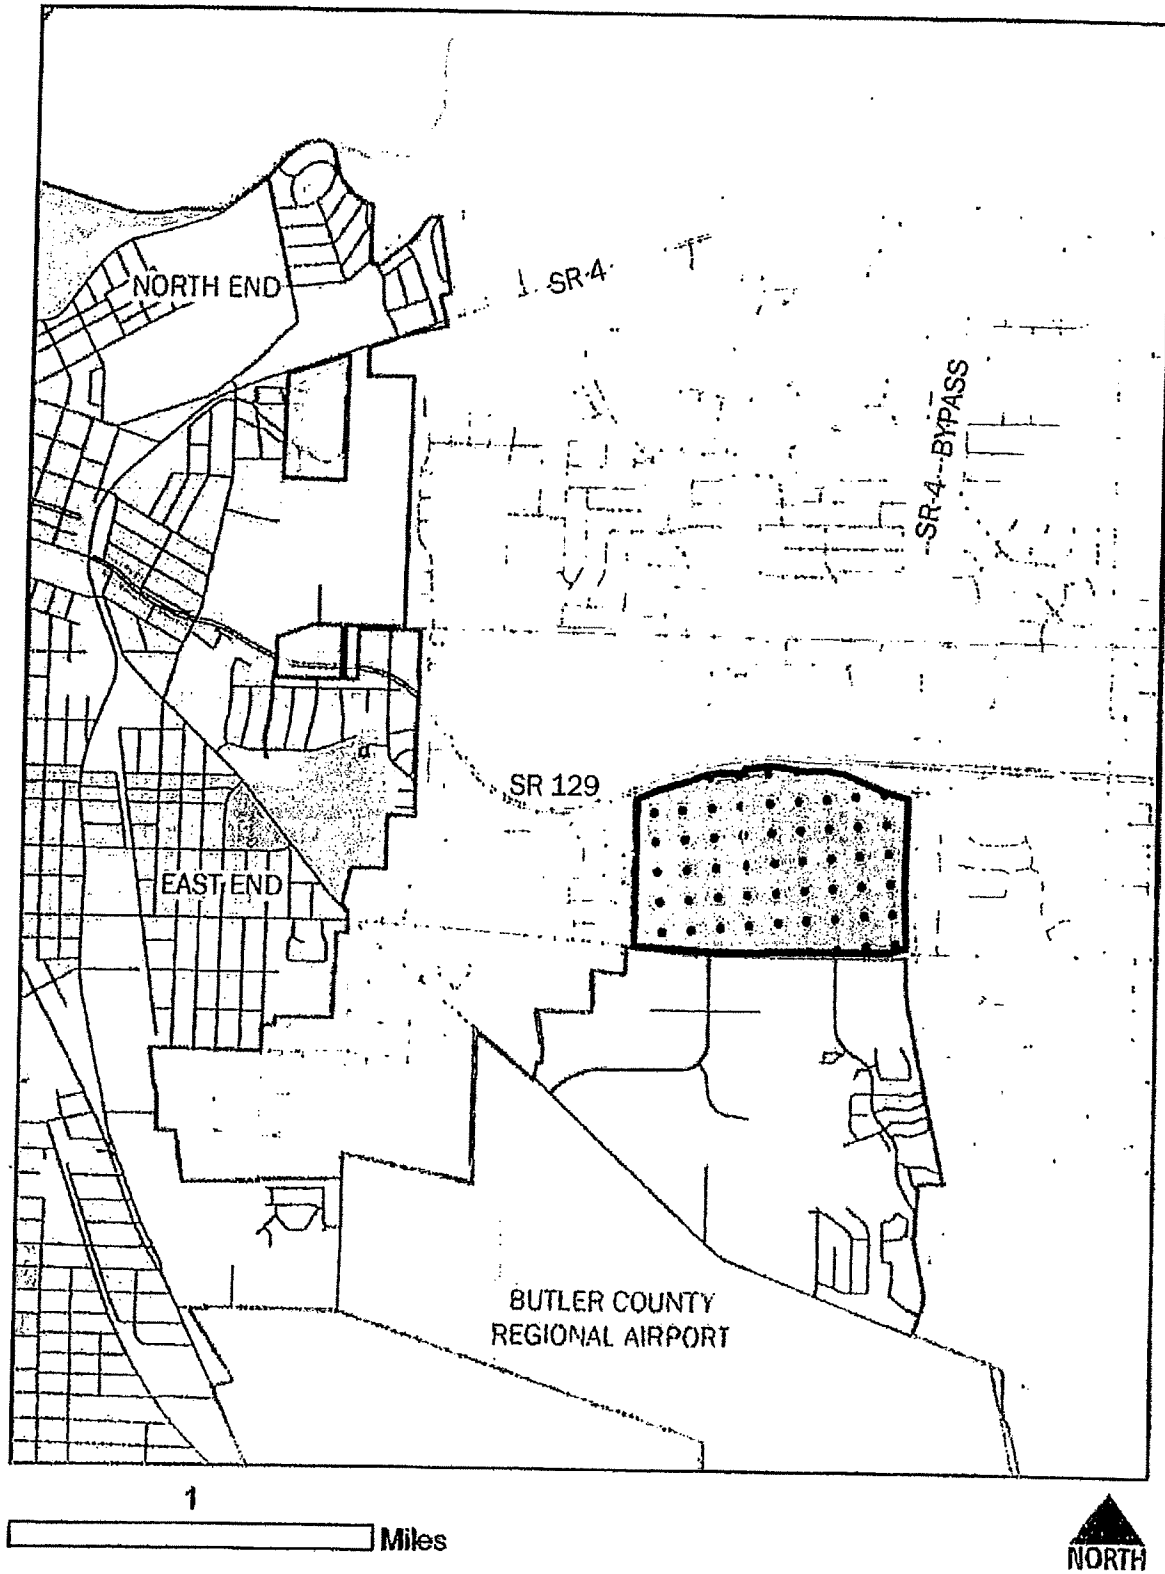 NORTH END
SR-4
SR-4 BYPASS
SR 129
EAST END
BUTLER COUNTY
REGIONAL AIRPORT
1
Miles
NORTH